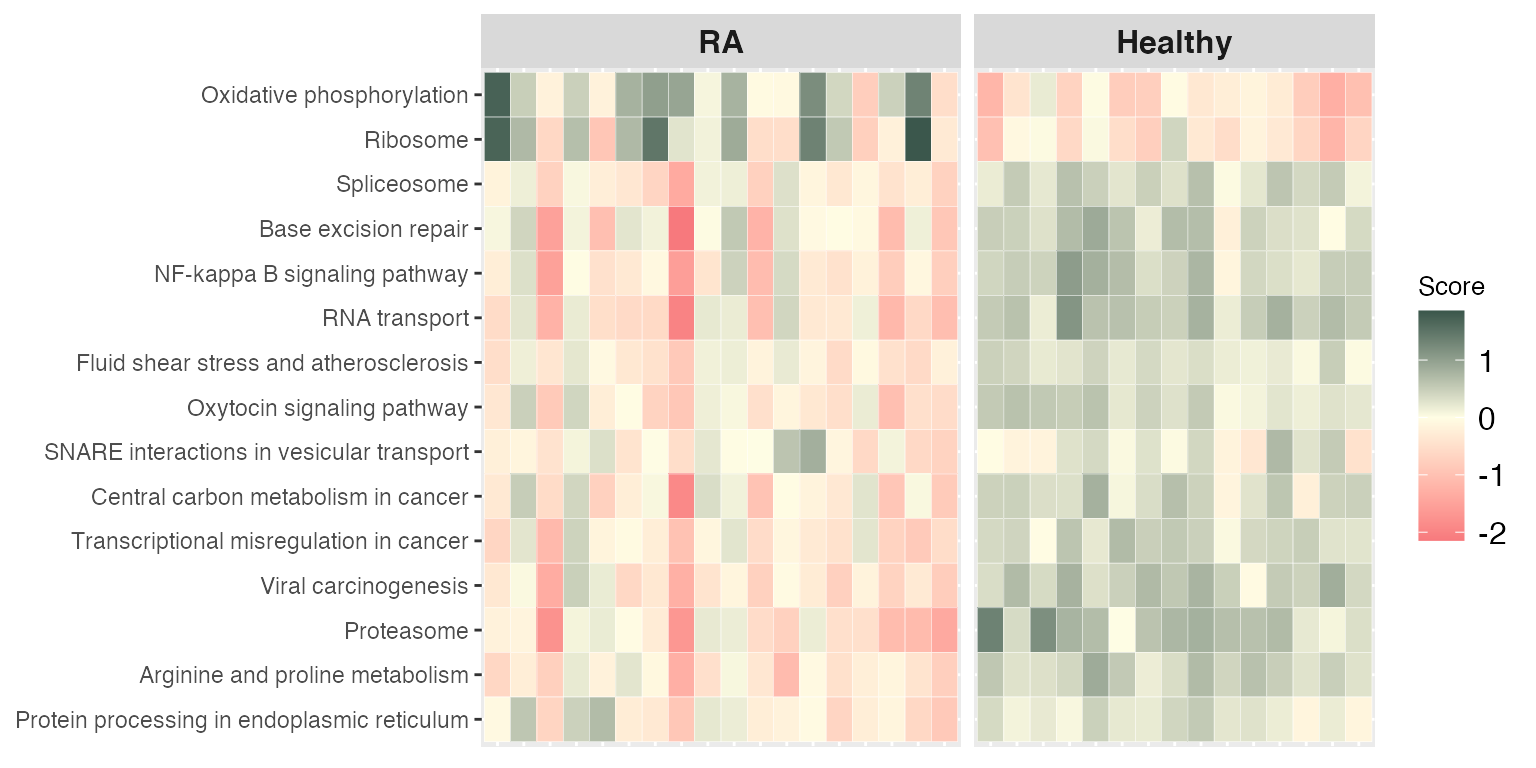 RA
Healthy
Oxidative phosphorylation
Ribosome
Spliceosome
Base excision repair
NF-kappa B signaling pathway
RNA transport
Fluid shear stress and atherosclerosis
Oxytocin signaling pathway
SNARE interactions in vesicular transport
Central carbon metabolism in cancer
Transcriptional misregulation in cancer
Viral carcinogenesis
Proteasome
Arginine and proline metabolism
Protein processing in endoplasmic reticulum
Score
1
0
-1
-2